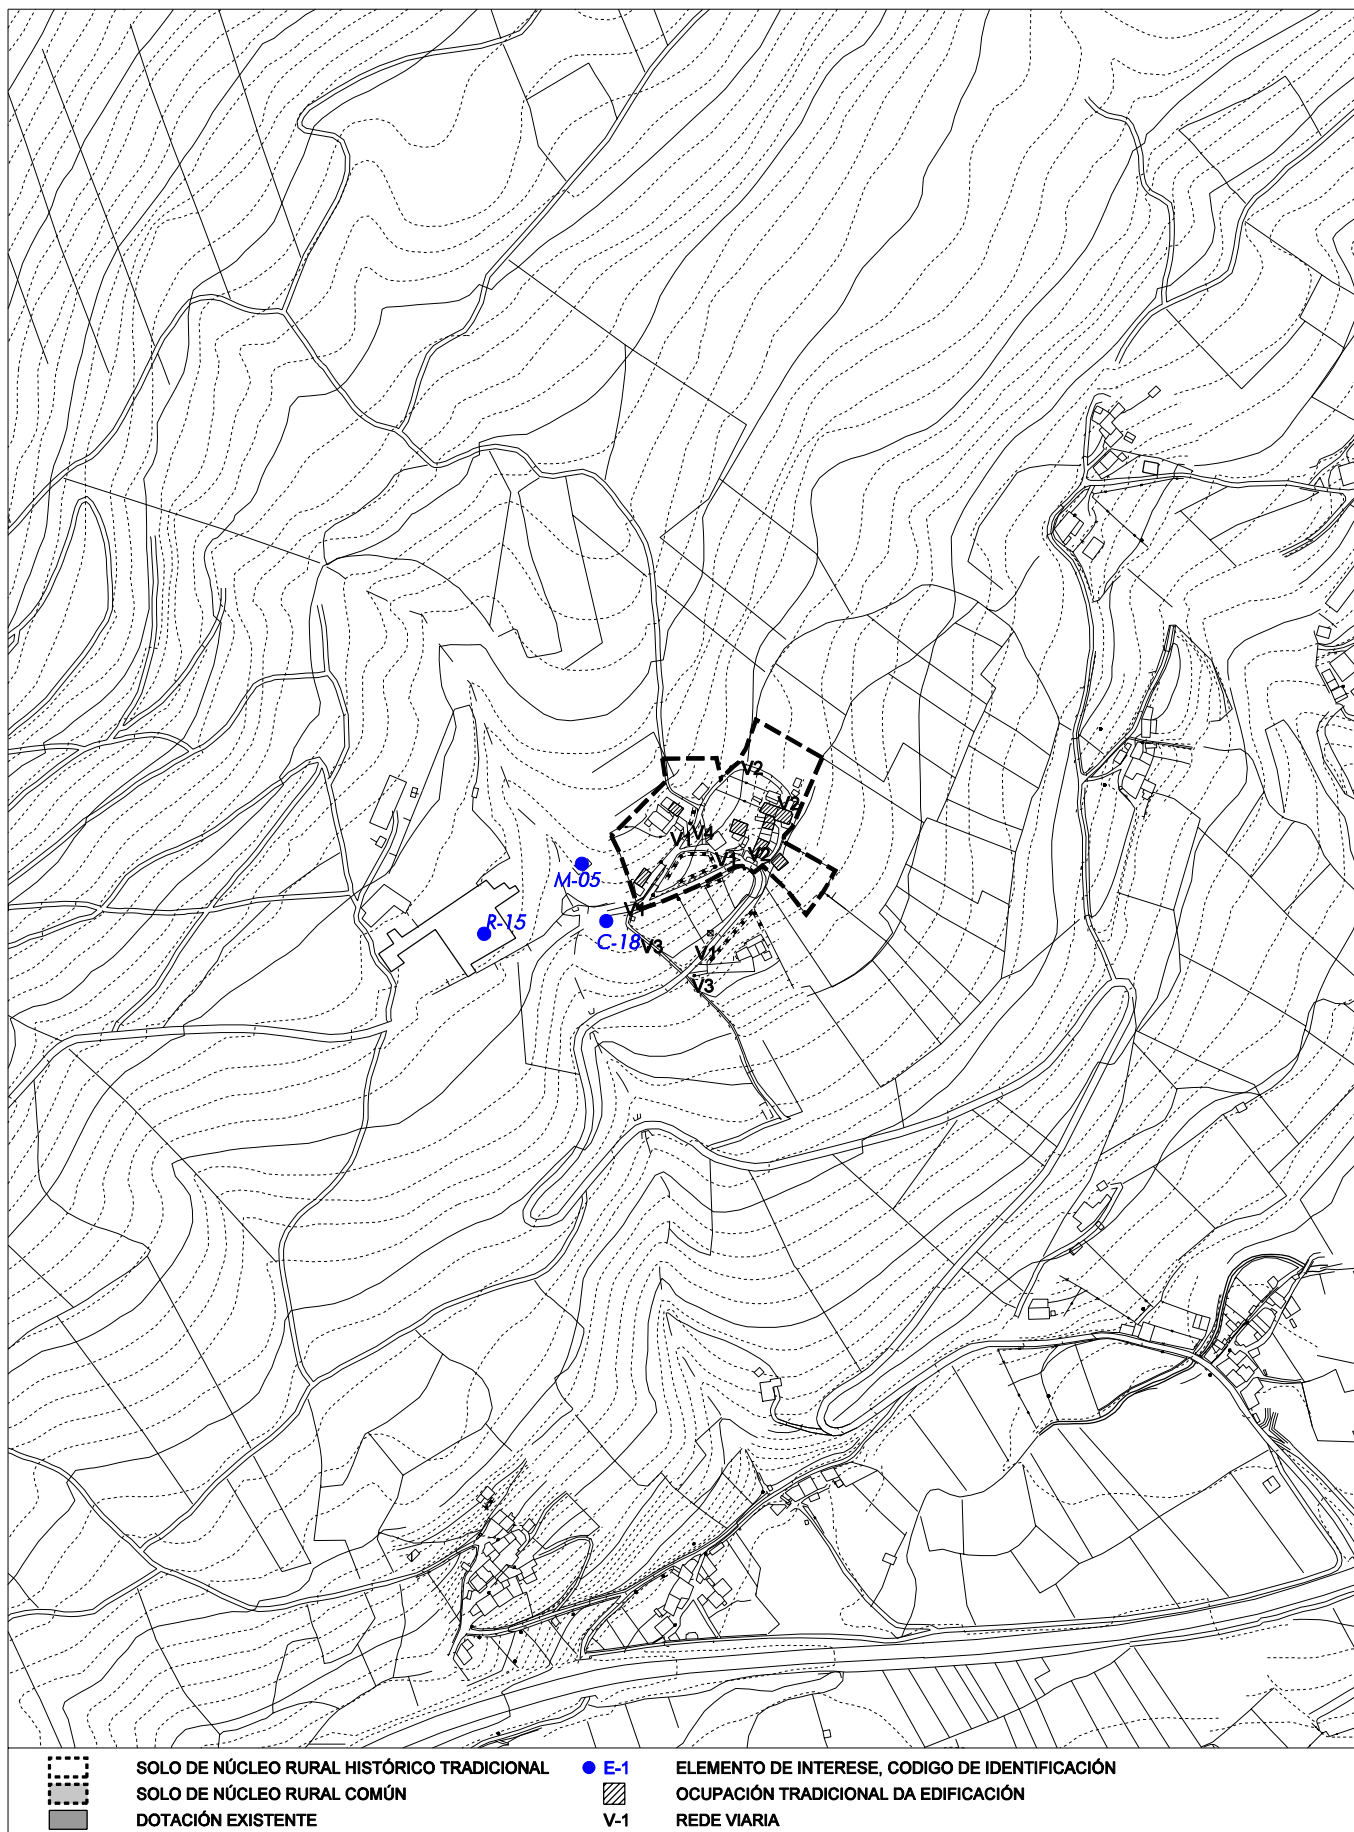 V2
V2
V1
V4
V1
V2
M-05
V1
R-15
C-18
V3
V1
V3
SOLO DE NÚCLEO RURAL HISTÓRICO TRADICIONAL
E-1
ELEMENTO DE INTERESE, CODIGO DE IDENTIFICACIÓN
SOLO DE NÚCLEO RURAL COMÚN
OCUPACIÓN TRADICIONAL DA EDIFICACIÓN
DOTACIÓN EXISTENTE
V-1
REDE VIARIA